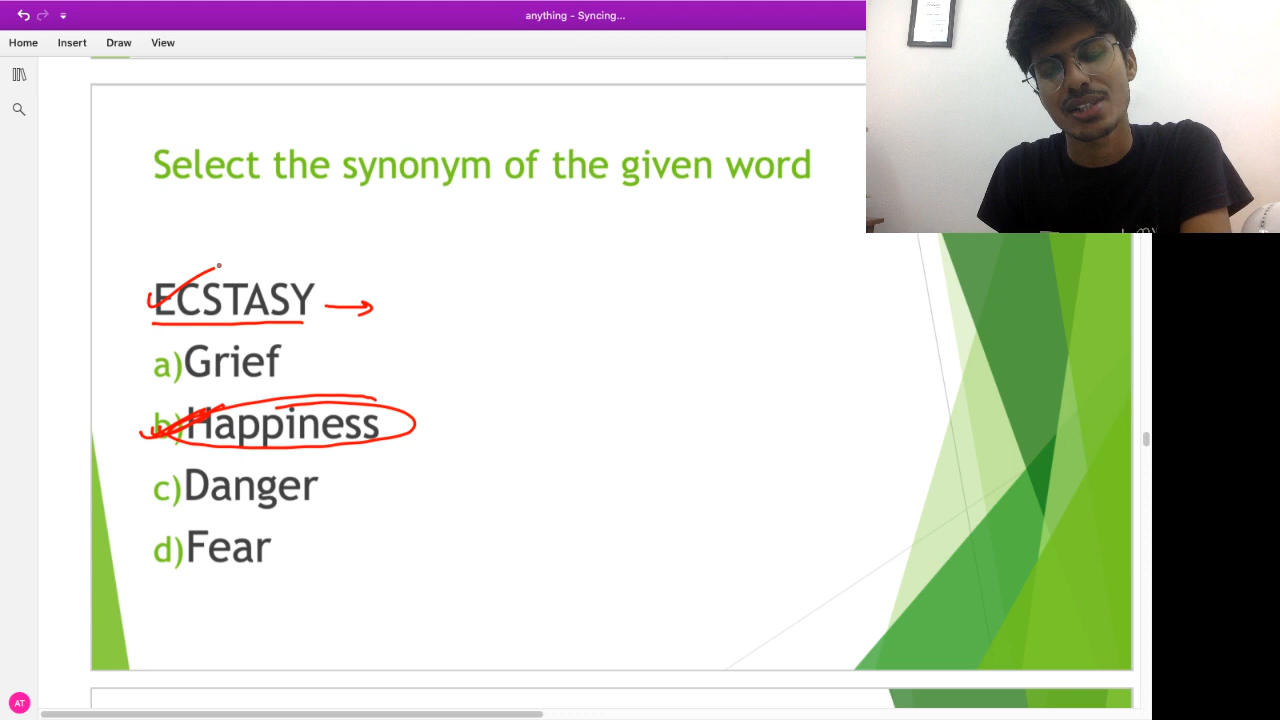 anything - Syncing...
Home Insert Draw View
Select the synonym of the given word
ECSTASY
a)Grief
b)Happiness
c)Danger
d)Fear
AT